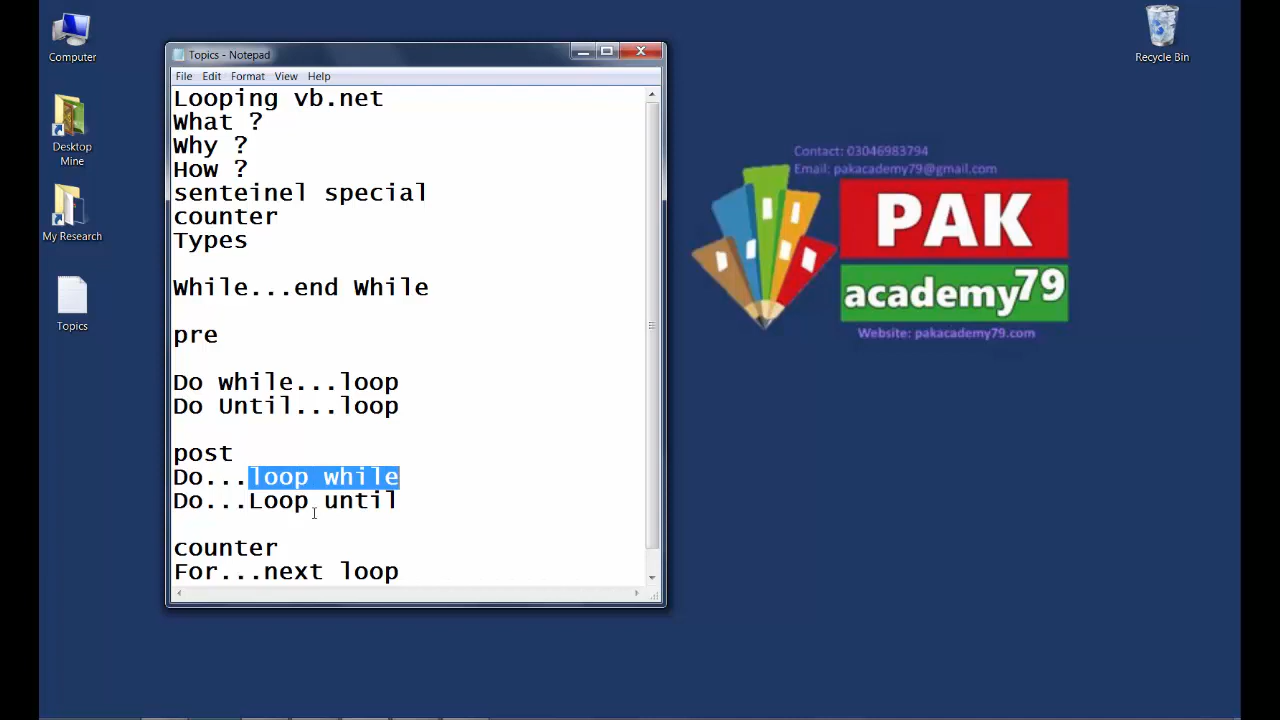 Computer
Desktop
Mine
My Research
Topics
Topics - Notepad
File Edit Format View Help
Looping vb.net
What ?
Why ?
How ?
senteinel special
counter
Types
While...end While
pre
Do while...loop
Do Until...loop
post
Do...loop while
Do...Loop until
counter
For...next loop
Contact: 03046983794
Email: pakacademy79@gmail.com
PAK
academy79
Website: pakacademy79.com
Recycle Bin